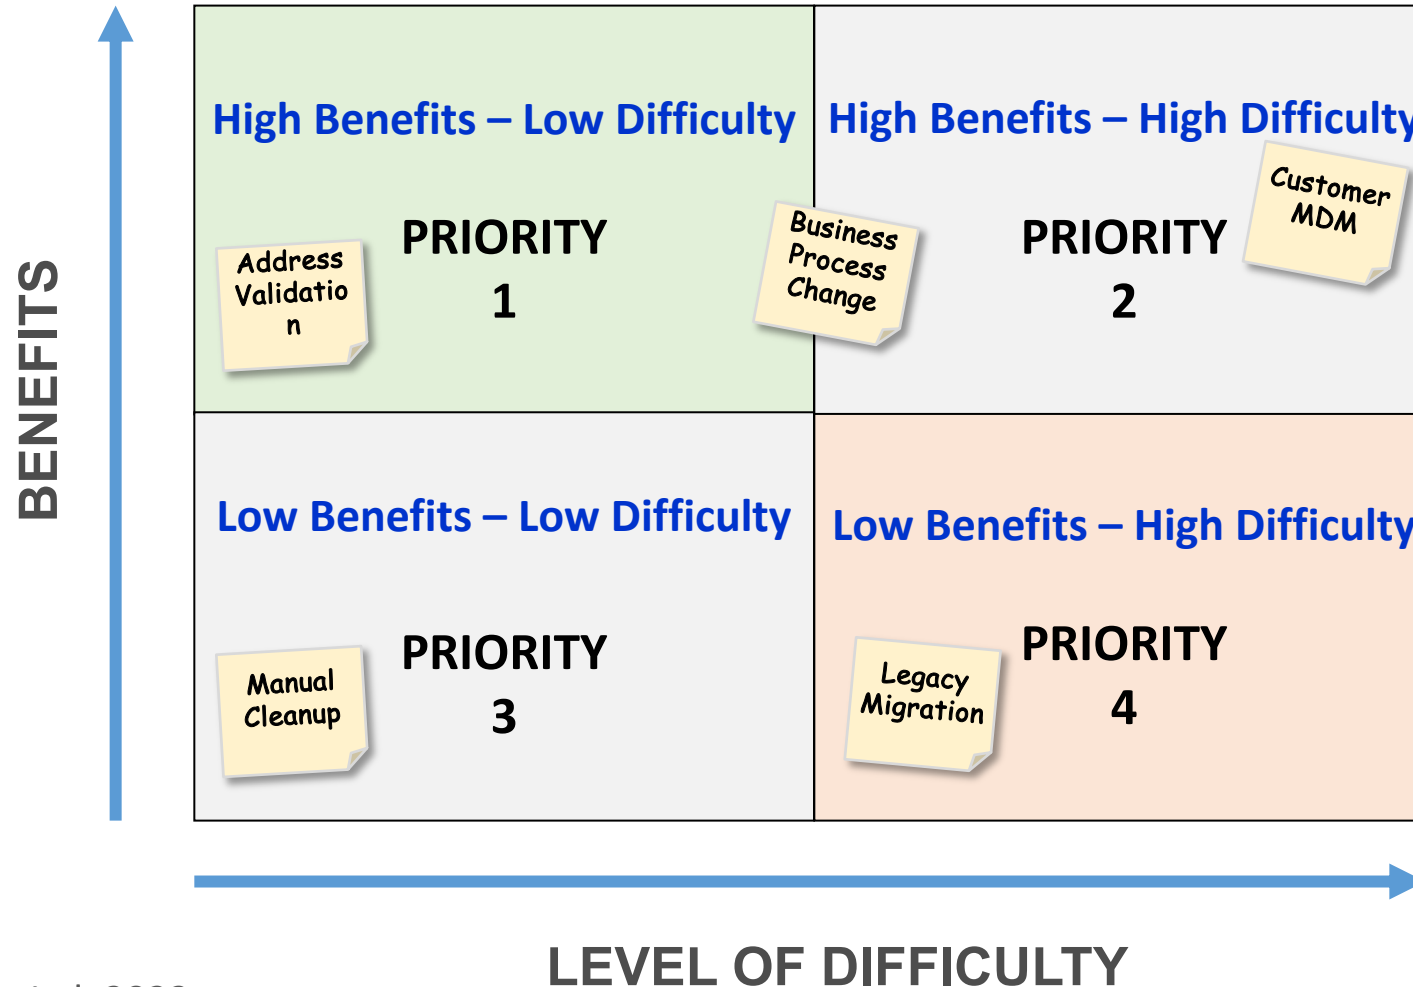 High Benefits – Low Difficulty
High Benefits – High Difficulty
Customer
MDM
PRIORITY
1
Address
Validatio
n
Business
Process
Change
PRIORITY
2
BENEFITS
Low Benefits – Low Difficulty
Low Benefits – High Difficulty
PRIORITY
3
Manual
Cleanup
PRIORITY
4
Legacy
Migration
LEVEL OF DIFFICULTY